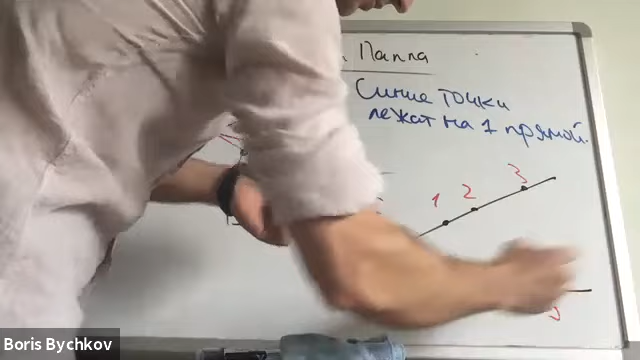 Паппа
Синие точки
лежат на 1 прямой.
1 2 3
Boris Bychkov